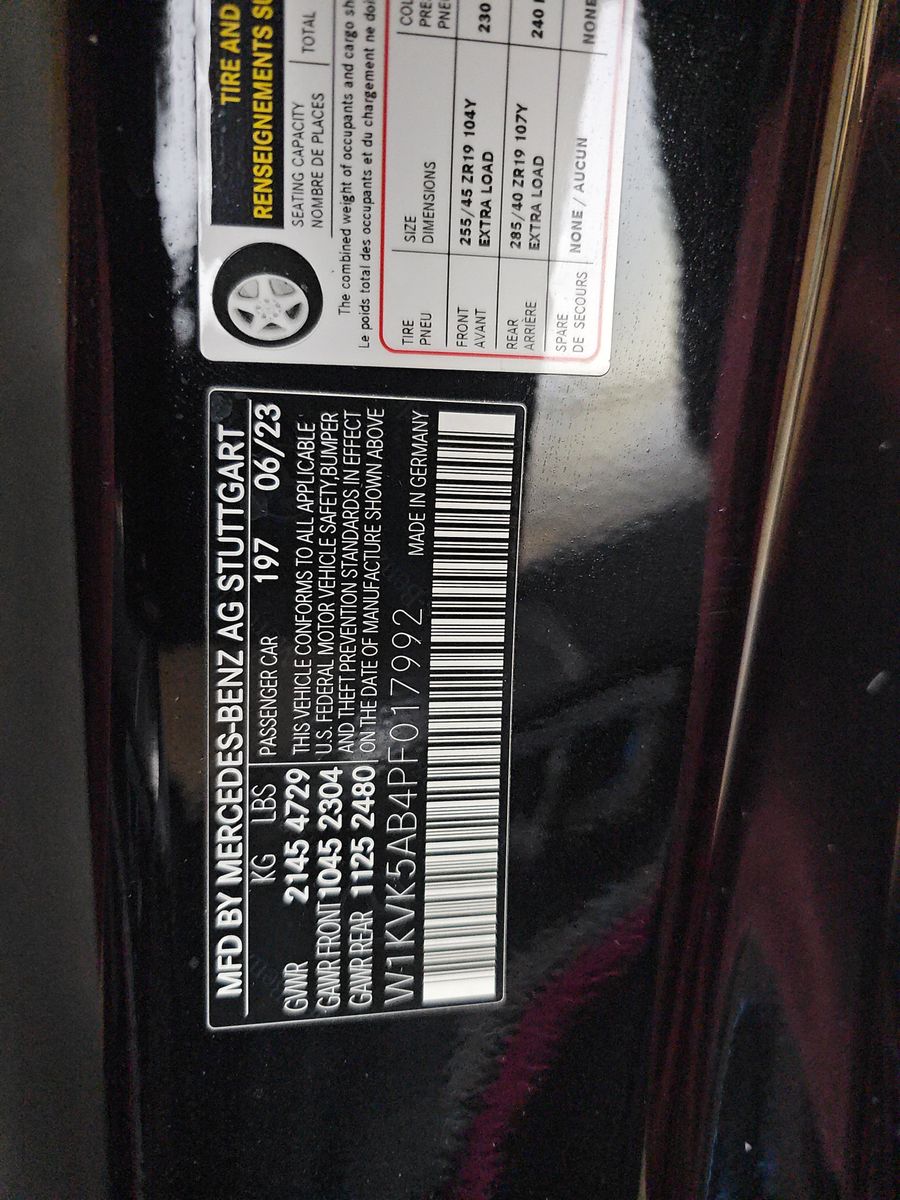 MFD BY MERCEDES-BENZ AG STUTTGART
KG LBS PASSENGER CAR 197 06/23
GVWR 2145 4729
GAWR FRONT 1045 2304
GAWR REAR 1125 2480
THIS VEHICLE CONFORMS TO ALL APPLICABLE
U.S. FEDERAL MOTOR VEHICLE SAFETY,BUMPER
AND THEFT PREVENTION STANDARDS IN EFFECT
ON THE DATE OF MANUFACTURE SHOWN ABOVE
W1KVK5AB4PF017992 MADE IN GERMANY
TIRE AND
RENSEIGNEMENTS
SEATING CAPACITY
NOMBRE DE PLACES
TOTAL
The combined weight of occupants and cargo
Le poids total des occupants et du chargement ne
TIRE
PNEU
SIZE
DIMENSIONS
FRONT
AVANT
255/45 ZR19 104Y
EXTRA LOAD
230
REAR
ARRIÈRE
285/40 ZR19 107Y
EXTRA LOAD
240
SPARE
DE SECOURS
NONE / AUCUN
NONE